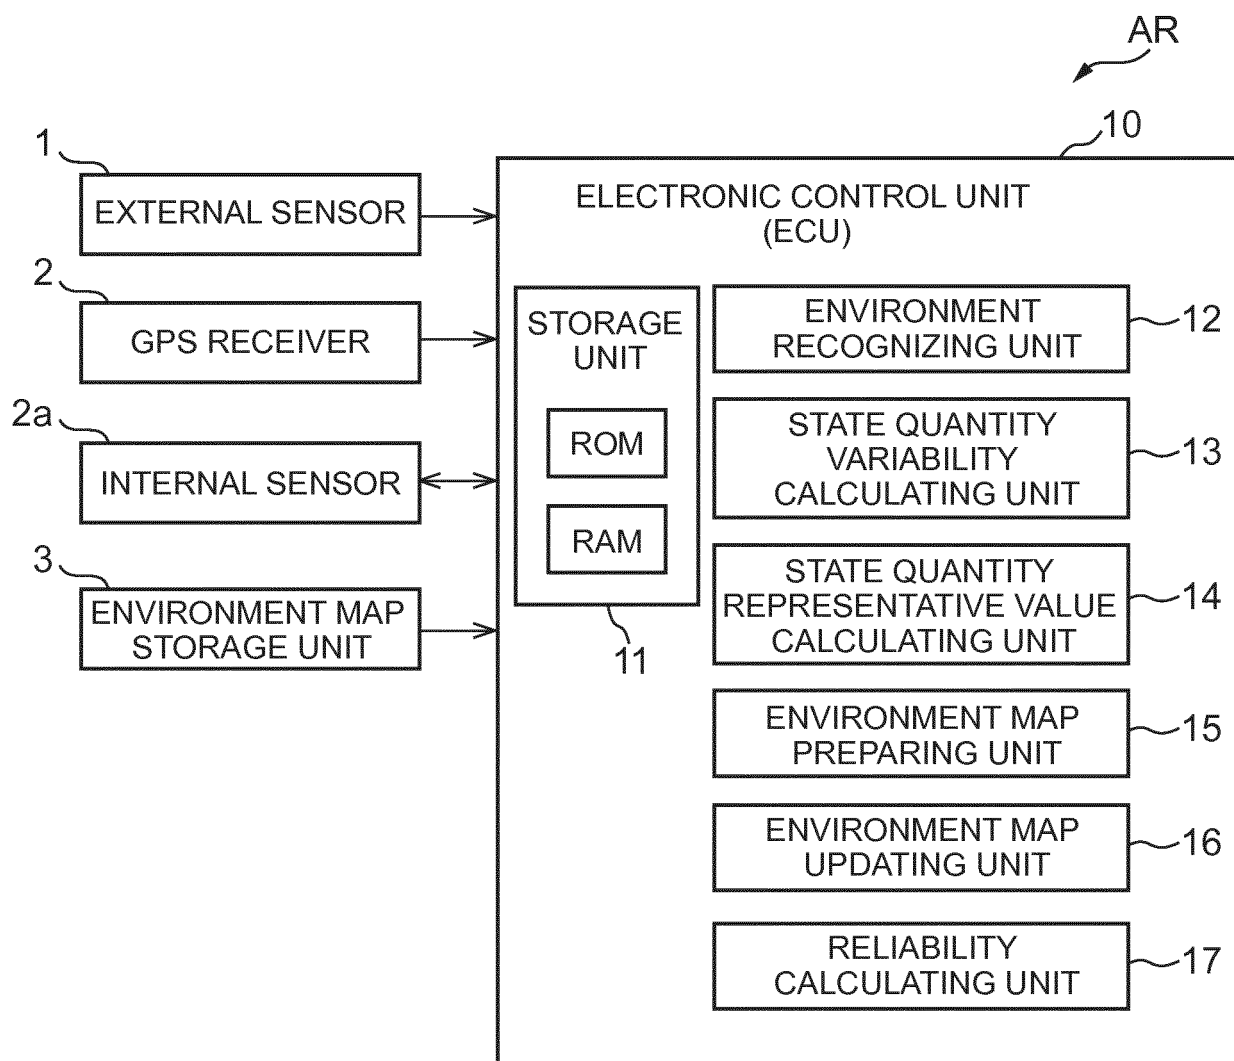 AR
10
1
EXTERNAL SENSOR
2
GPS RECEIVER
2a
INTERNAL SENSOR
3
ENVIRONMENT MAP
STORAGE UNIT
ELECTRONIC CONTROL UNIT
(ECU)
STORAGE
UNIT
ROM
RAM
11
ENVIRONMENT
RECOGNIZING UNIT
12
STATE QUANTITY
VARIABILITY
CALCULATING UNIT
13
STATE QUANTITY
REPRESENTATIVE VALUE
CALCULATING UNIT
14
ENVIRONMENT MAP
PREPARING UNIT
15
ENVIRONMENT MAP
UPDATING UNIT
16
RELIABILITY
CALCULATING UNIT
17